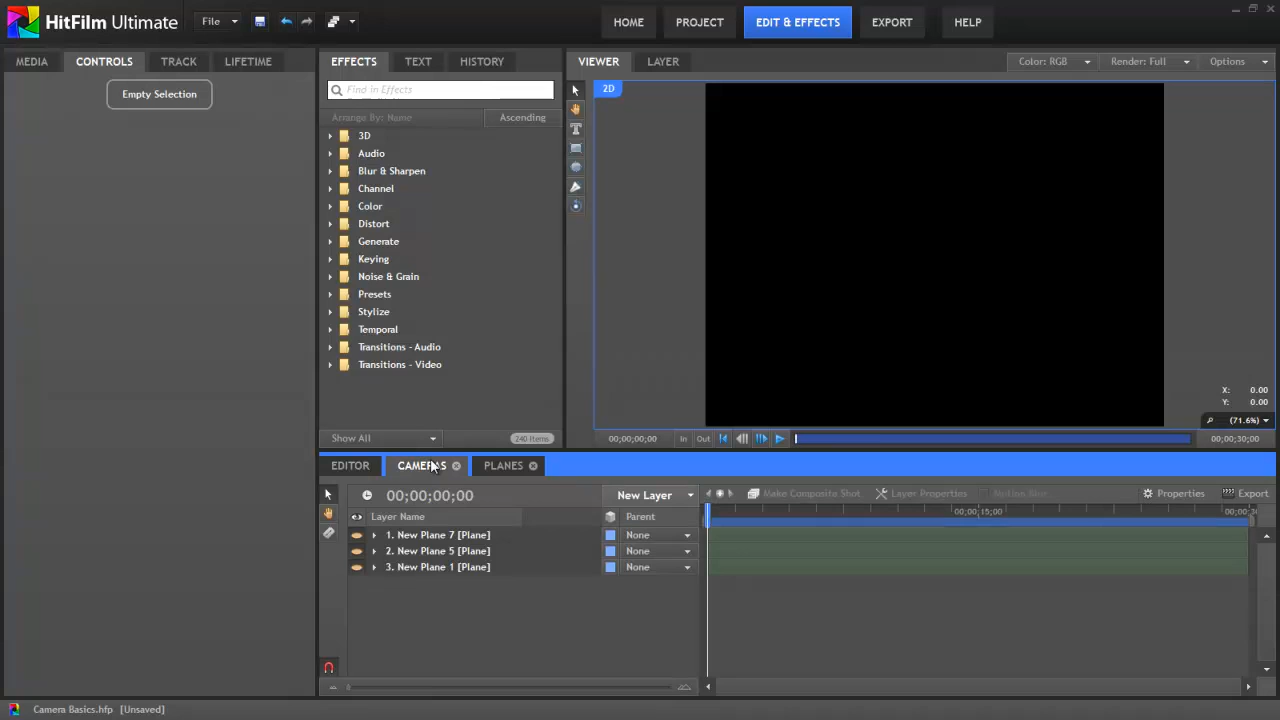 HitFilm Ultimate
File
HOME
PROJECT
EDIT & EFFECTS
EXPORT
HELP
MEDIA
CONTROLS
TRACK
LIFETIME
Empty Selection
EFFECTS
TEXT
HISTORY
Find in Effects
Arrange By: Name
Ascending
3D
Audio
Blur & Sharpen
Channel
Color
Distort
Generate
Keying
Noise & Grain
Presets
Stylize
Temporal
Transitions - Audio
Transitions - Video
Show All
240 Items
VIEWER
LAYER
Color: RGB
Render: Full
Options
2D
X: 0.00
Y: 0.00
(71.6%)
00;00;00;00
In
Out
00;00;30;00
EDITOR
CAMERAS
PLANES
00;00;00;00
New Layer
Make Composite Shot
Layer Properties
Motion Blur
Properties
Export
Layer Name
Parent
00;00;15;00
1. New Plane 7 [Plane]
None
2. New Plane 5 [Plane]
None
3. New Plane 1 [Plane]
None
Camera Basics.hfp [Unsaved]